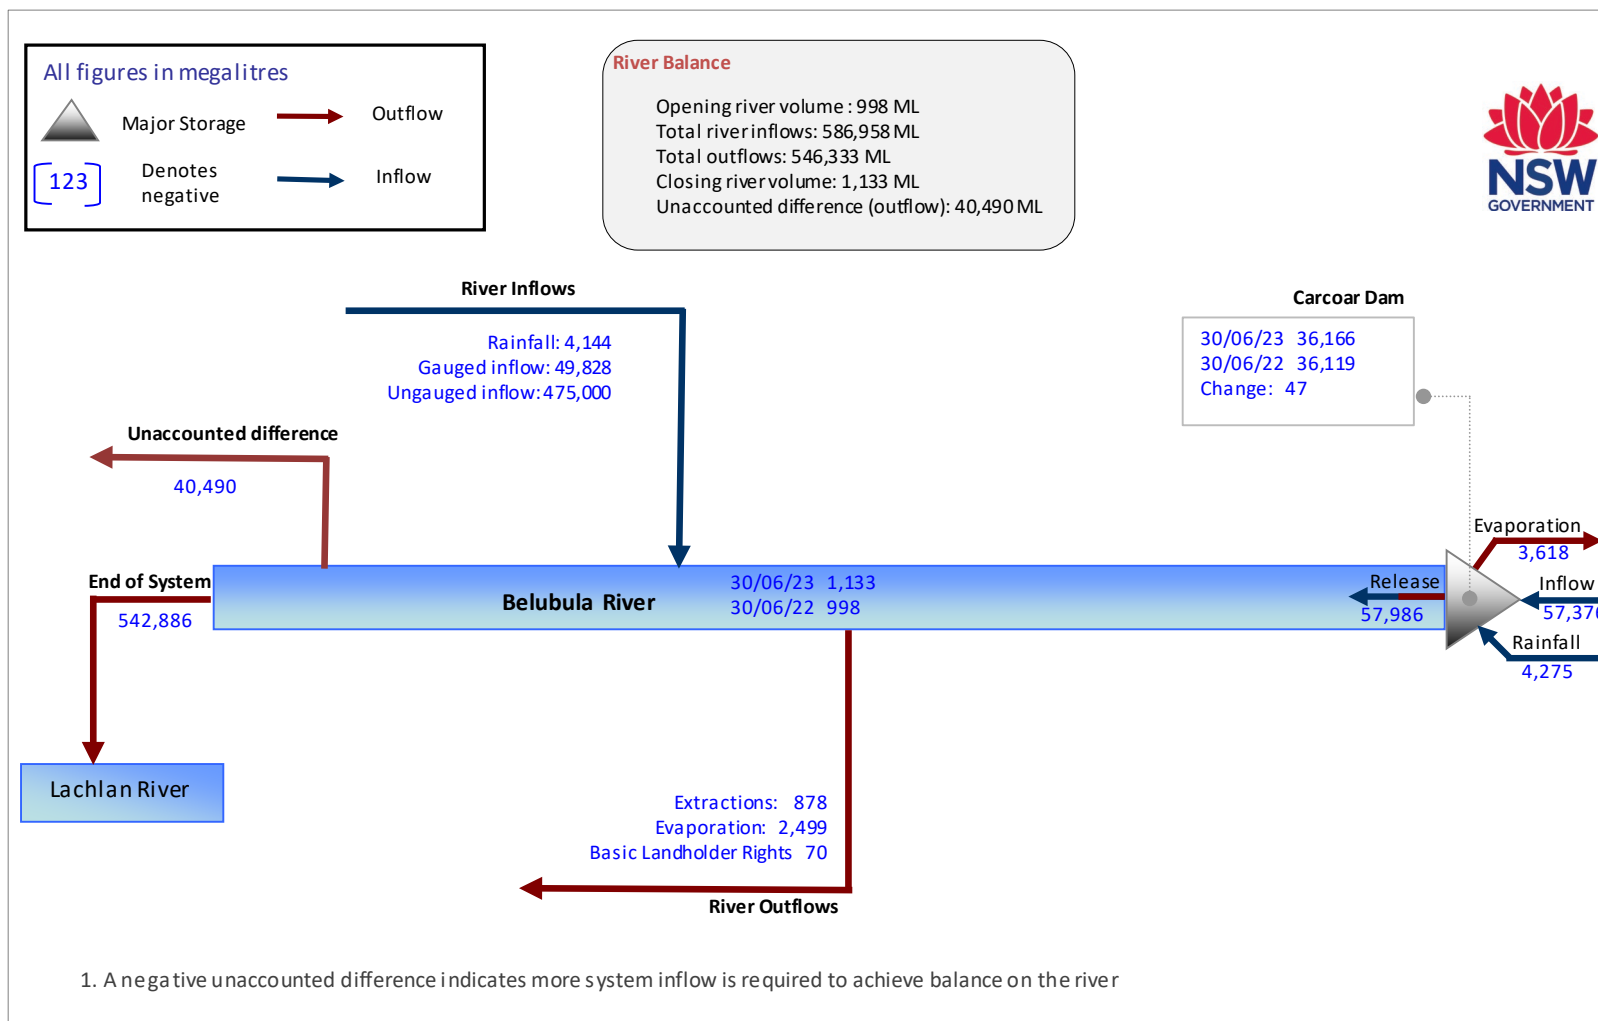 All figures in megalitres
Major Storage
Outflow
[123]
Denotes
negative
Inflow
River Balance
Opening river volume : 998 ML
Total river inflows: 586,958 ML
Total outflows: 546,333 ML
Closing river volume: 1,133 ML
Unaccounted difference (outflow): 40,490 ML
NSW
GOVERNMENT
River Inflows
Rainfall: 4,144
Gauged inflow: 49,828
Ungauged inflow: 475,000
Carcoar Dam
30/06/23 36,166
30/06/22 36,119
Change: 47
Unaccounted difference
40,490
Evaporation
3,618
End of System
542,886
Belubula River
30/06/23 1,133
30/06/22 998
Release
57,986
Inflow
57,370
Rainfall
4,275
Lachlan River
Extractions: 878
Evaporation: 2,499
Basic Landholder Rights 70
River Outflows
1. A negative unaccounted difference indicates more system inflow is required to achieve balance on the river